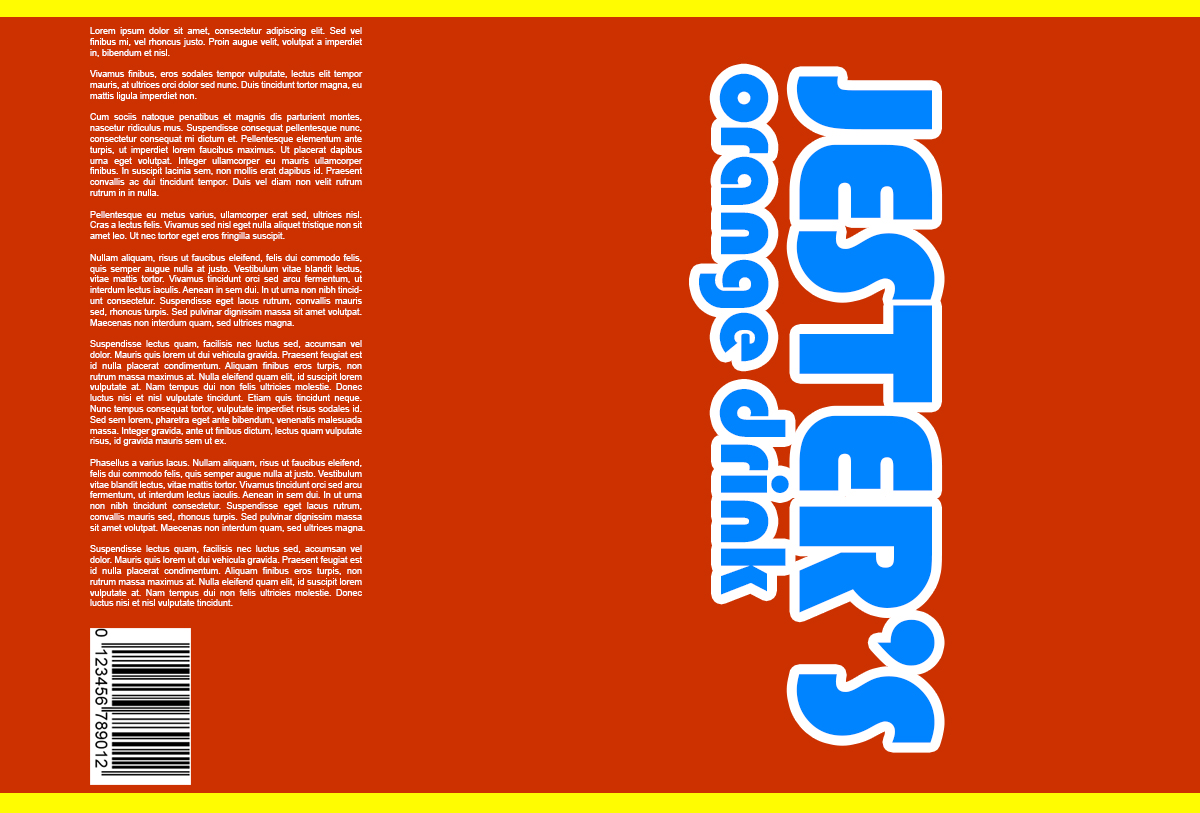 Lorem ipsum dolor sit amet, consectetur adipiscing elit. Sed vel
finibus mi, vel rhoncus justo. Proin augue velit, volutpat a imperdiet
in, bibendum et nisl.
Vivamus finibus, eros sodales tempor vulputate, lectus elit tempor
mauris, at ultrices orci dolor sed nunc. Duis tincidunt tortor magna, eu
mattis ligula imperdiet non.
Cum sociis natoque penatibus et magnis dis parturient montes,
nascetur ridiculus mus. Suspendisse consequat pellentesque nunc,
consectetur consequat mi dictum et. Pellentesque elementum ante
turpis, ut imperdiet lorem faucibus maximus. Ut placerat dapibus
urna eget volutpat. Integer ullamcorper eu mauris ullamcorper
finibus. In suscipit lacinia sem, non mollis erat dapibus id. Praesent
convallis ac dui tincidunt tempor. Duis vel diam non velit rutrum
rutrum in in nulla.
Pellentesque eu metus varius, ullamcorper erat sed, ultrices nisl.
Cras a lectus felis. Vivamus sed nisl eget nulla aliquet tristique non sit
amet leo. Ut nec tortor eget eros fringilla suscipit.
Nullam aliquam, risus ut faucibus eleifend, felis dui commodo felis,
quis semper augue nulla at justo. Vestibulum vitae blandit lectus,
vitae mattis tortor. Vivamus tincidunt orci sed arcu fermentum, ut
interdum lectus iaculis. Aenean in sem dui. In ut urna non nibh tincid-
unt consectetur. Suspendisse eget lacus rutrum, convallis mauris
sed, rhoncus turpis. Sed pulvinar dignissim massa sit amet volutpat.
Maecenas non interdum quam, sed ultrices magna.
Suspendisse lectus quam, facilisis nec luctus sed, accumsan vel
dolor. Mauris quis lorem ut dui vehicula gravida. Praesent feugiat est
id nulla placerat condimentum. Aliquam finibus eros turpis, non
rutrum massa maximus at. Nulla eleifend quam elit, id suscipit lorem
vulputate at. Nam tempus dui non felis ultricies molestie. Donec
luctus nisi et nisl vulputate tincidunt. Etiam quis tincidunt neque.
Nunc tempus consequat tortor, vulputate imperdiet risus sodales id.
Sed sem lorem, pharetra eget ante bibendum, venenatis malesuada
massa. Integer gravida, ante ut finibus dictum, lectus quam vulputate
risus, id gravida mauris sem ut ex.
Phasellus a varius lacus. Nullam aliquam, risus ut faucibus eleifend,
felis dui commodo felis, quis semper augue nulla at justo. Vestibulum
vitae blandit lectus, vitae mattis tortor. Vivamus tincidunt orci sed arcu
fermentum, ut interdum lectus iaculis. Aenean in sem dui. In ut urna
non nibh tincidunt consectetur. Suspendisse eget lacus rutrum,
convallis mauris sed, rhoncus turpis. Sed pulvinar dignissim massa
sit amet volutpat. Maecenas non interdum quam, sed ultrices magna.
Suspendisse lectus quam, facilisis nec luctus sed, accumsan vel
dolor. Mauris quis lorem ut dui vehicula gravida. Praesent feugiat est
id nulla placerat condimentum. Aliquam finibus eros turpis, non
rutrum massa maximus at. Nulla eleifend quam elit, id suscipit lorem
vulputate at. Nam tempus dui non felis ultricies molestie. Donec
luctus nisi et nisl vulputate tincidunt.
0 123456 789012
JESTER'S
orange drink